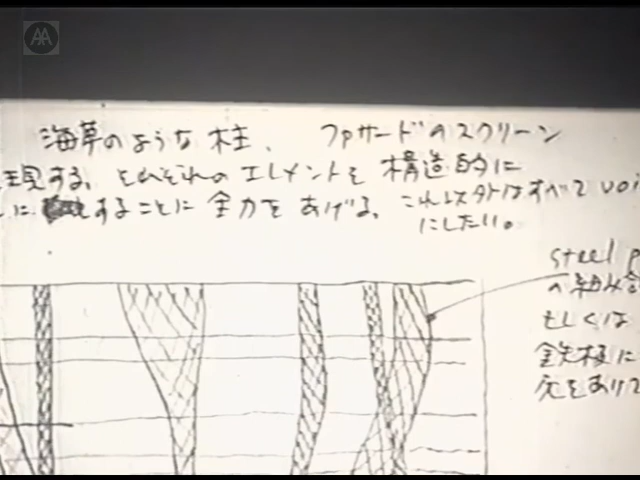 AA
海草のような柱、 ファサードのスクリーン
現する。それぞれのエレメントを構造的に
に することに全力をあげる。これ以外はすべてvoi
にしたい。
steel p
の組み合
もしくは
鉄板に
穴をあけて